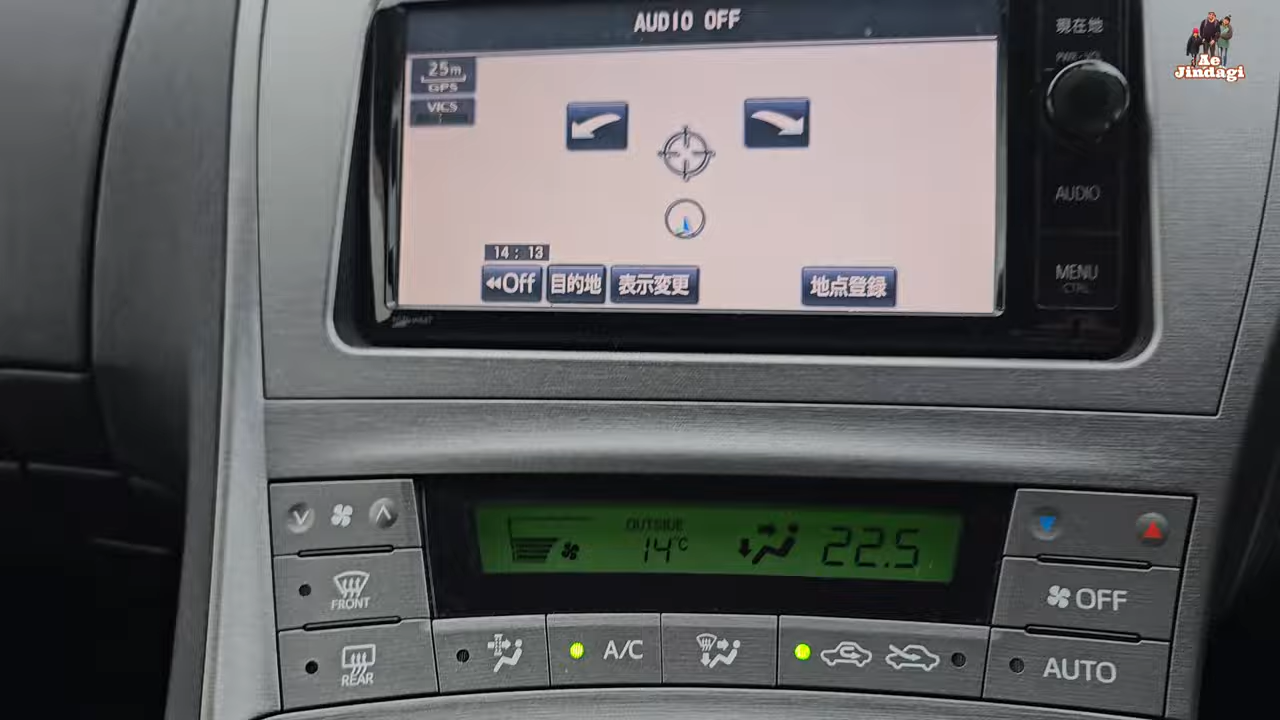 AUDIO OFF
現在地
Ae
Jindagi
25m
GPS
VICS
AUDIO
14:13
MENU
CTRL
◂◂Off
目的地
表示変更
地点登録
OUTSIDE
14°C
22.5
FRONT
OFF
REAR
A/C
AUTO